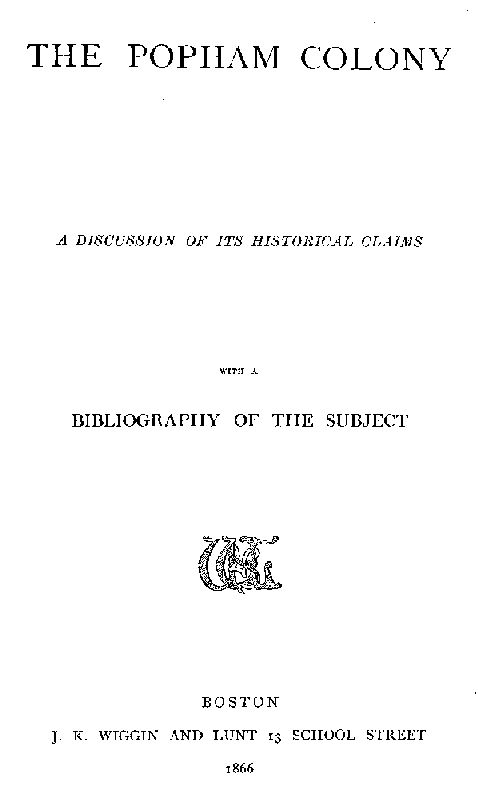 THE POPHAM COLONY
A DISCUSSION OF ITS HISTORICAL CLAIMS
WITH A
BIBLIOGRAPHY OF THE SUBJECT
BOSTON
J. K. WIGGIN AND LUNT 13 SCHOOL STREET
1866